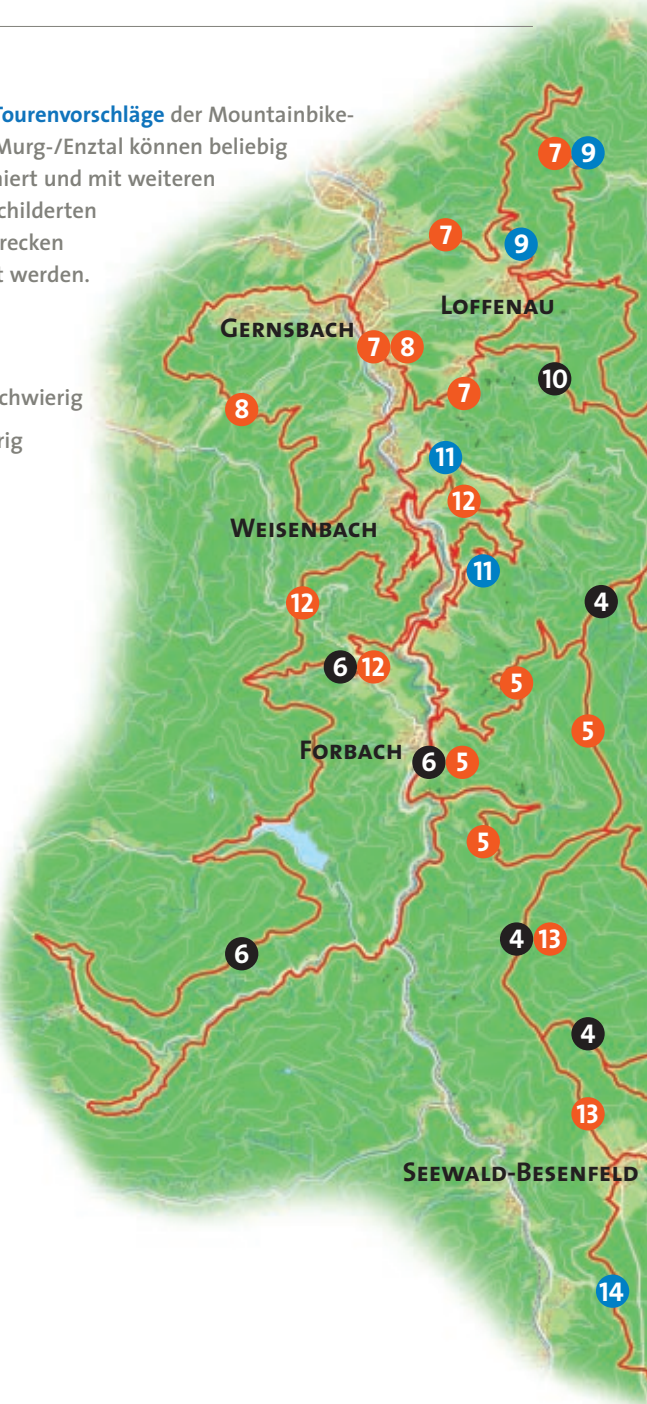 Tourenvorschläge der Mountainbike-
Murg-/Enztal können beliebig
niert und mit weiteren
childerten
recken
t werden.
chwierig
rig
7 9
7
9
LOFFENAU
GERNSBACH
7 8
10
7
8
11
12
WEISENBACH
11
4
12
6 12
5
5
FORBACH
6 5
5
4 13
6
4
13
SEEWALD-BESENFELD
14